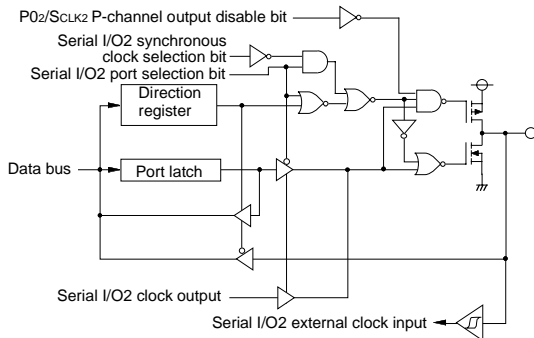 P02/SCLK2 P-channel output disable bit
Serial I/O2 synchronous
clock selection bit
Serial I/O2 port selection bit
Direction
register
Data bus
Port latch
Serial I/O2 clock output
Serial I/O2 external clock input